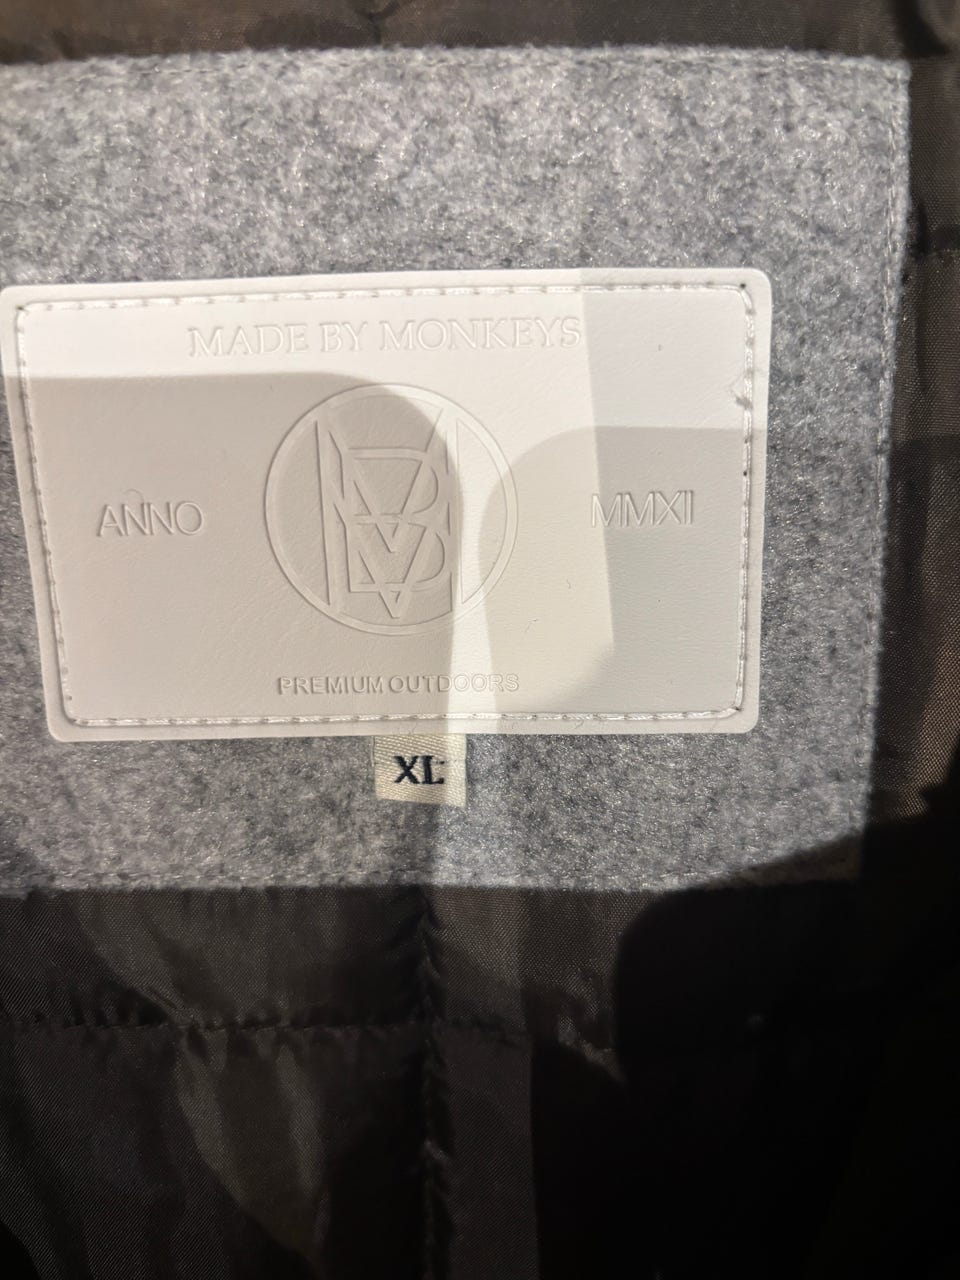 MADE BY MONKEYS
ANNO MMXII
PREMIUM OUTDOORS
XL